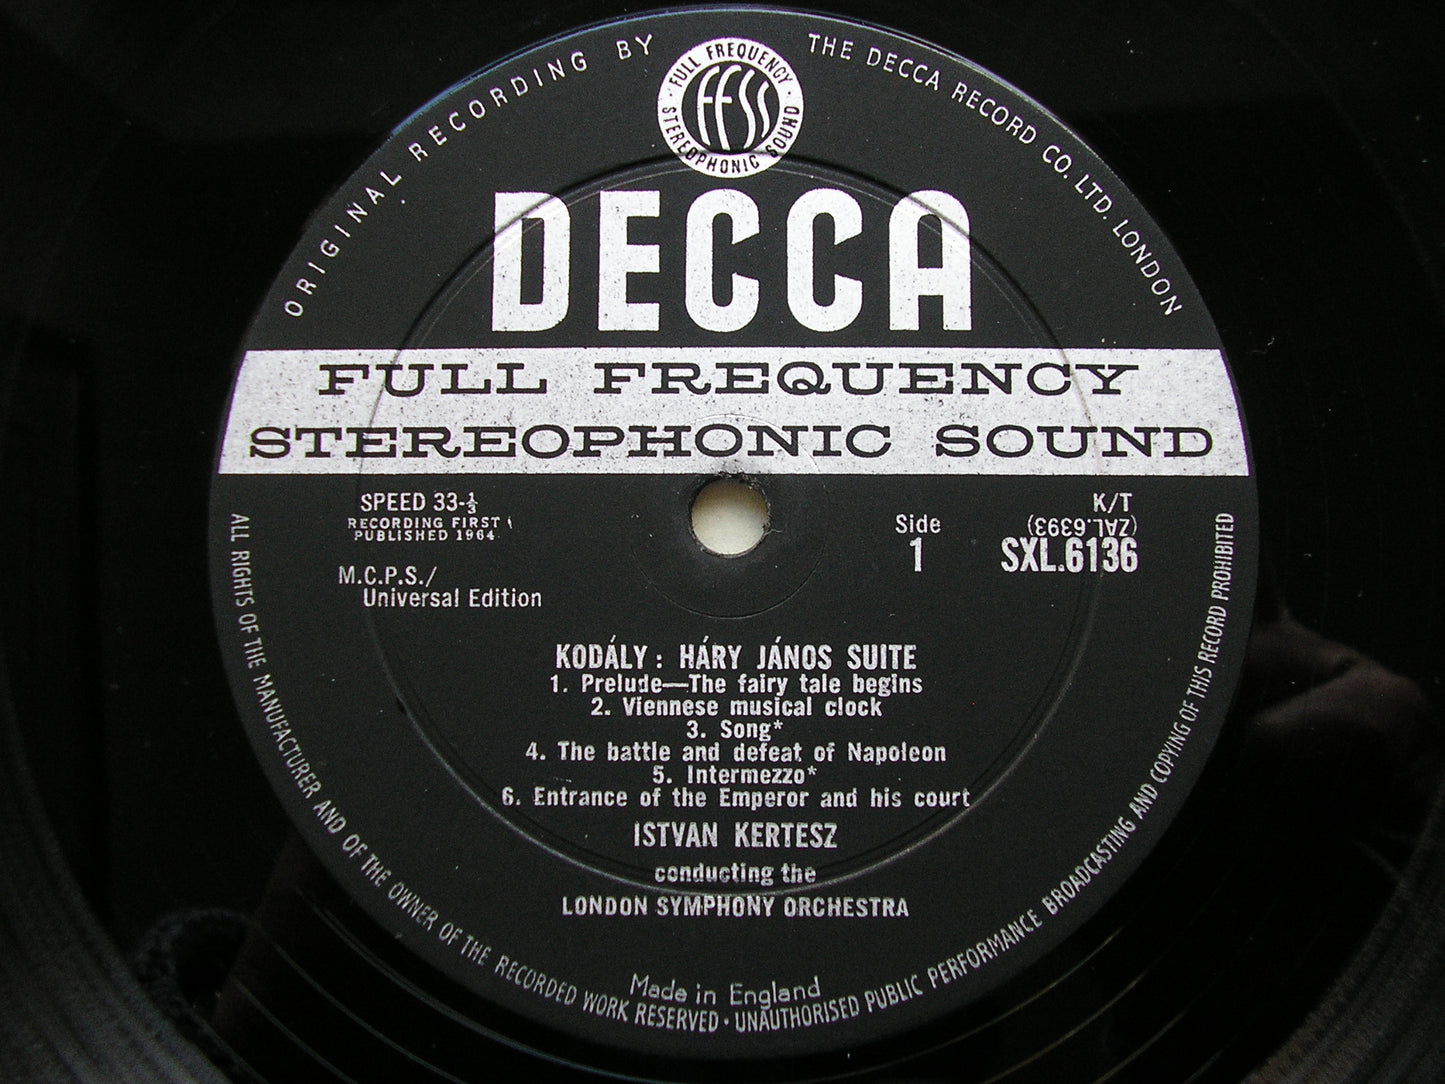 ORIGINAL RECORDING BY
THE DECCA RECORD CO. LTD. LONDON
FULL FREQUENCY
FFSS
STEREOPHONIC SOUND
DECCA
FULL FREQUENCY
STEREOPHONIC SOUND
SPEED 33-⅓
RECORDING FIRST
PUBLISHED 1964
M.C.P.S./
Universal Edition
Side
1
K/T
(ZAL.6393)
SXL.6136
KODÁLY: HÁRY JÁNOS SUITE
1. Prelude—The fairy tale begins
2. Viennese musical clock
3. Song*
4. The battle and defeat of Napoleon
5. Intermezzo*
6. Entrance of the Emperor and his court
ISTVAN KERTESZ
conducting the
LONDON SYMPHONY ORCHESTRA
Made in England
ALL RIGHTS OF THE MANUFACTURER AND OF THE OWNER OF THE RECORDED WORK RESERVED · UNAUTHORISED PUBLIC PERFORMANCE BROADCASTING AND COPYING OF THIS RECORD PROHIBITED